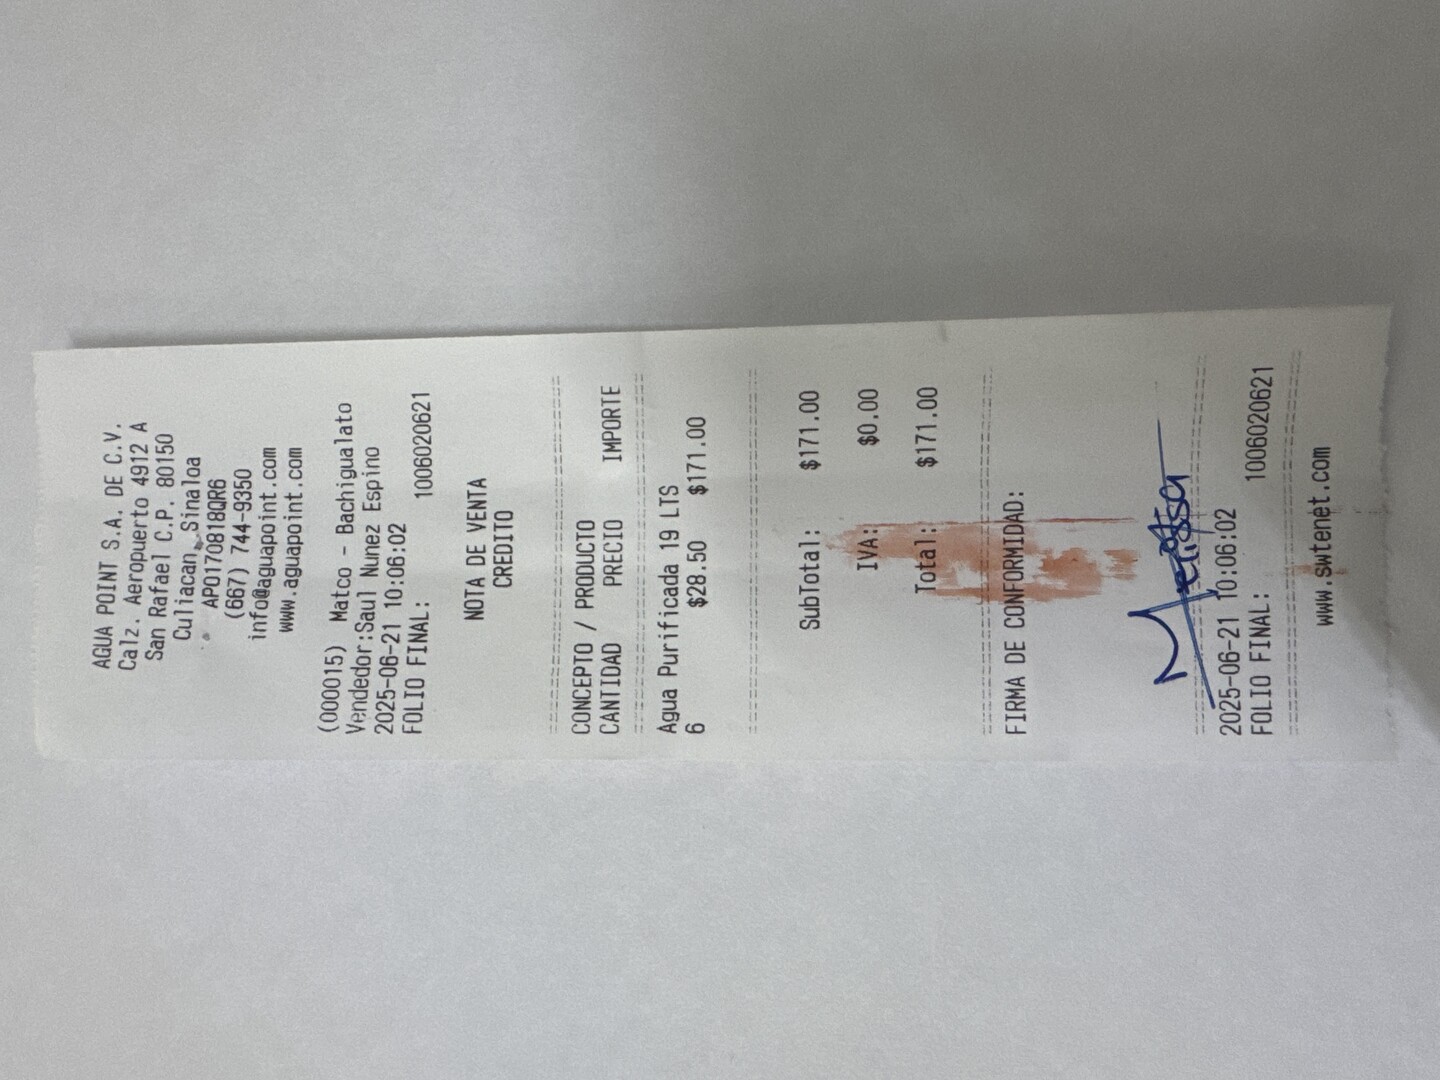 AGUA POINT S.A. DE C.V.
Calz. Aeropuerto 4912 A
San Rafael C.P. 80150
Culiacan, Sinaloa
APO170818QR6
(667) 744-9350
info@aguapoint.com
www.aguapoint.com
(000015) Matco - Bachigualato
Vendedor:Saul Nunez Espino
2025-06-21 10:06:02
FOLIO FINAL: 1006020621
NOTA DE VENTA
CREDITO
CONCEPTO / PRODUCTO
CANTIDAD PRECIO IMPORTE
Agua Purificada 19 LTS
6 $28.50 $171.00
SubTotal: $171.00
IVA: $0.00
Total: $171.00
FIRMA DE CONFORMIDAD:
Melissa
2025-06-21 10:06:02
FOLIO FINAL: 1006020621
www.swtenet.com